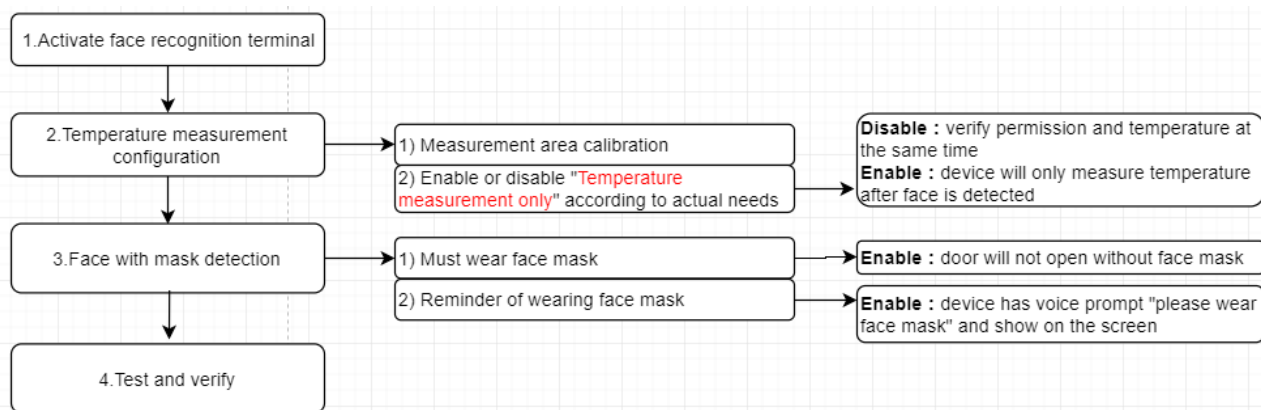 1.Activate face recognition terminal
2.Temperature measurement
configuration
1) Measurement area calibration
2) Enable or disable "Temperature
measurement only" according to actual needs
Disable : verify permission and temperature at
the same time
Enable : device will only measure temperature
after face is detected
3.Face with mask detection
1) Must wear face mask
Enable : door will not open without face mask
2) Reminder of wearing face mask
Enable : device has voice prompt "please wear
face mask" and show on the screen
4.Test and verify